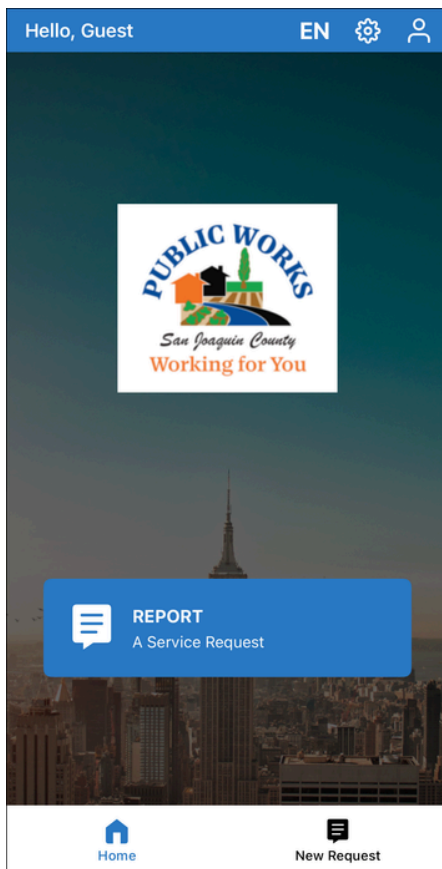 Hello, Guest EN
PUBLIC WORKS
San Joaquin County
Working for You
REPORT
A Service Request
Home New Request